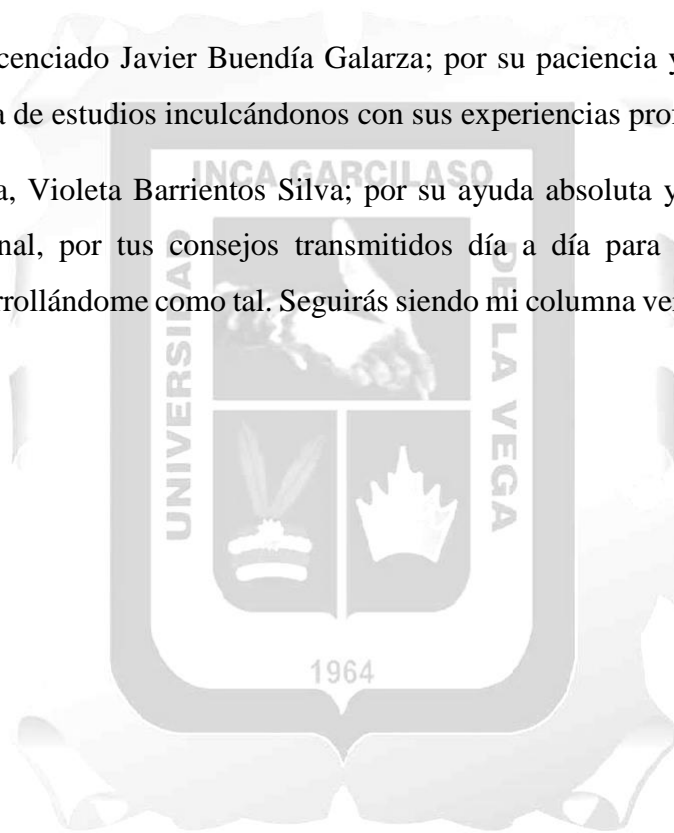 cenciado Javier Buendía Galarza; por su paciencia y
a de estudios inculcándonos con sus experiencias prof
INCA GARCILASO
a, Violeta Barrientos Silva; por su ayuda absoluta y
nal, por tus consejos transmitidos día a día para
rrollándome como tal. Seguirás siendo mi columna ver
UNIVERSIDAD
DE LA VEGA
1964